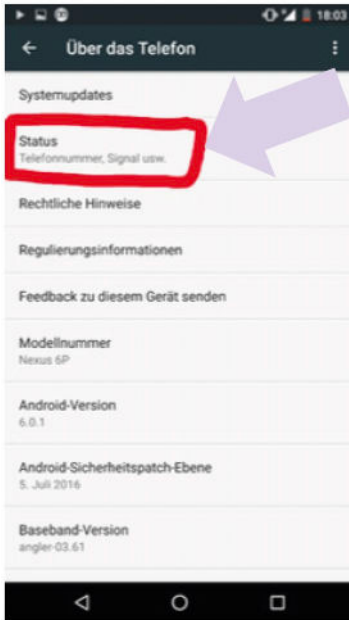 18:03
Über das Telefon
Systemupdates
Status
Telefonnummer, Signal usw.
Rechtliche Hinweise
Regulierungsinformationen
Feedback zu diesem Gerät senden
Modellnummer
Nexus 6P
Android-Version
6.0.1
Android-Sicherheitspatch-Ebene
5. Juli 2016
Baseband-Version
angler-03.61